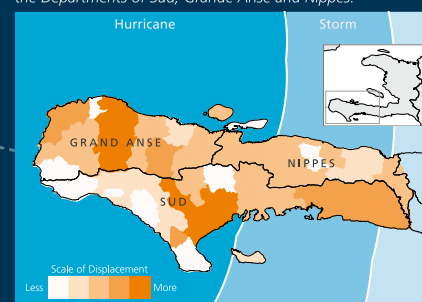 the Departments of Sud, Grande Anse and Nippes.
Hurricane
Storm
GRAND ANSE
NIPPES
SUD
Scale of Displacement
Less
More